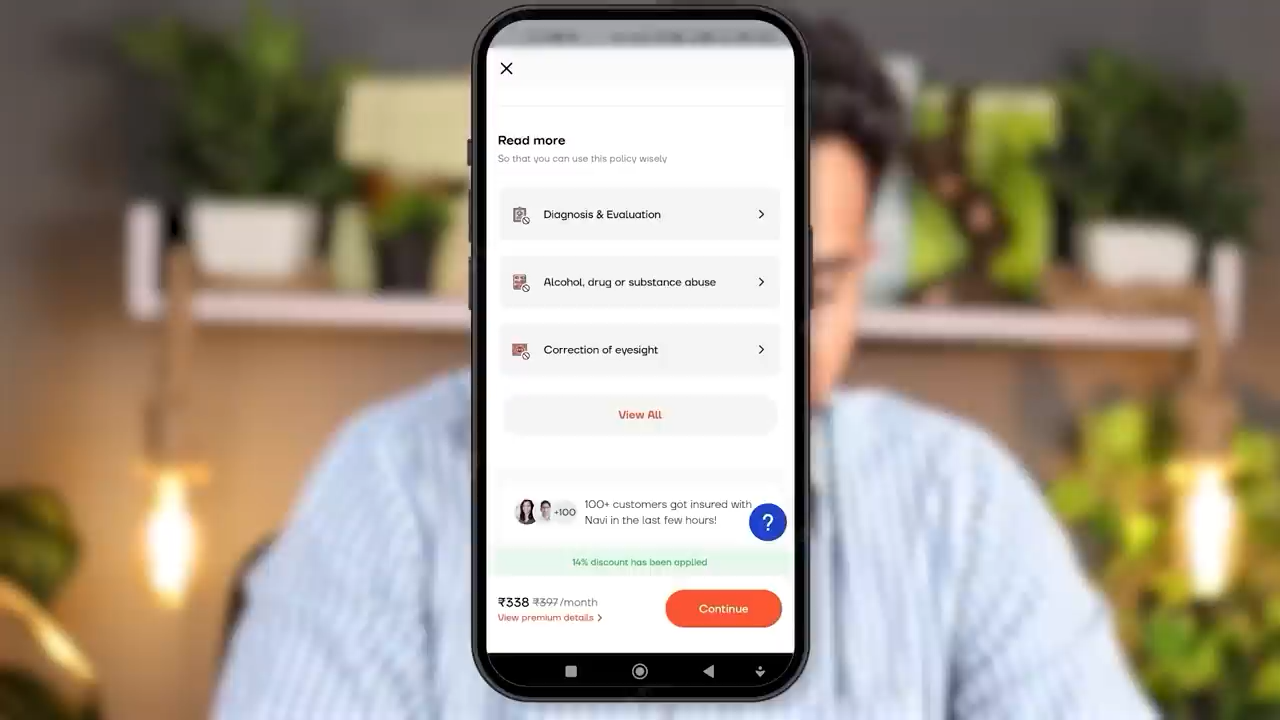 Read more
So that you can use this policy wisely
Diagnosis & Evaluation
Alcohol, drug or substance abuse
Correction of eyesight
View All
+100
100+ customers got insured with
Navi in the last few hours!
?
14% discount has been applied
₹338 ₹397/month
View premium details
Continue